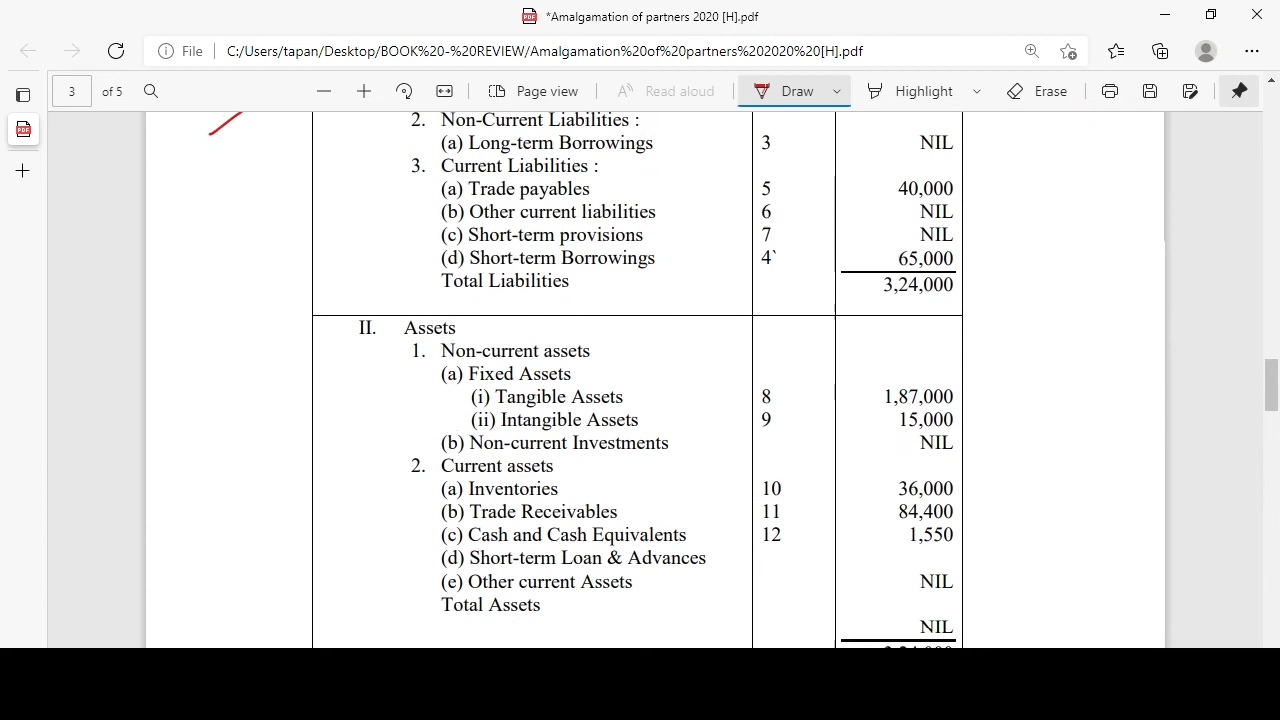 *Amalgamation of partners 2020 [H].pdf
File C:/Users/tapan/Desktop/BOOK%20-%20REVIEW/Amalgamation%20of%20partners%202020%20[H].pdf
3 of 5 Page view Read aloud Draw Highlight Erase
2. Non-Current Liabilities :
(a) Long-term Borrowings 3 NIL
3. Current Liabilities :
(a) Trade payables 5 40,000
(b) Other current liabilities 6 NIL
(c) Short-term provisions 7 NIL
(d) Short-term Borrowings 4` 65,000
Total Liabilities 3,24,000
II. Assets
1. Non-current assets
(a) Fixed Assets
(i) Tangible Assets 8 1,87,000
(ii) Intangible Assets 9 15,000
(b) Non-current Investments NIL
2. Current assets
(a) Inventories 10 36,000
(b) Trade Receivables 11 84,400
(c) Cash and Cash Equivalents 12 1,550
(d) Short-term Loan & Advances
(e) Other current Assets NIL
Total Assets
NIL